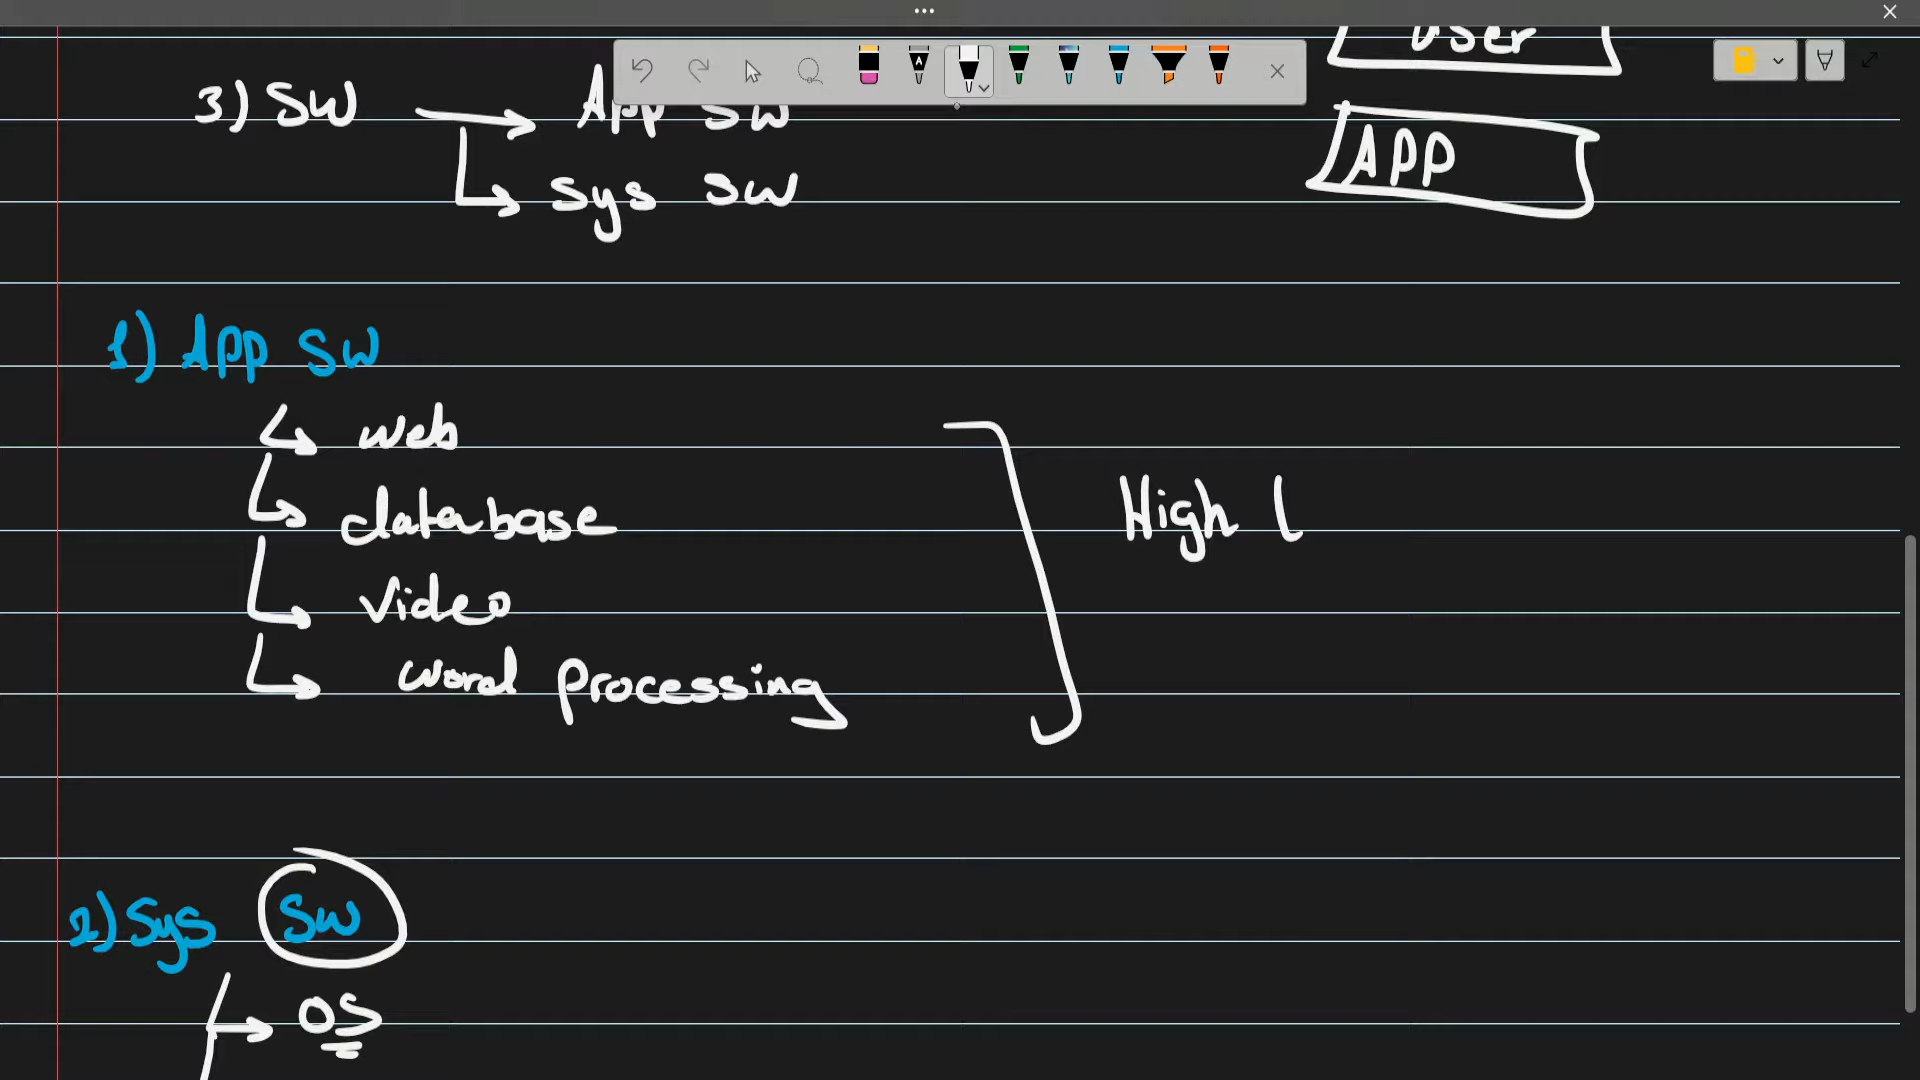 User
3) SW → App SW
↳ Sys SW
APP
1) App SW
↳ web
↳ database
↳ Video
↳ word processing
High l
2) Sys SW
↳ OS